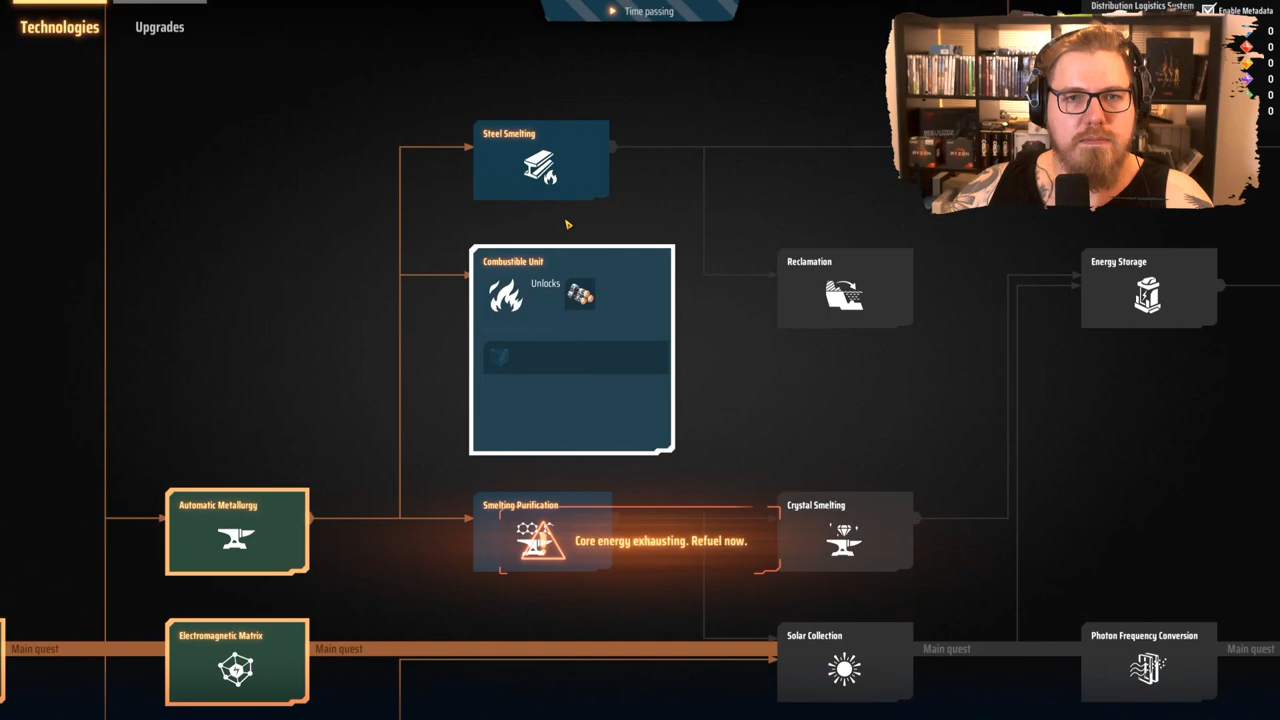 Technologies
Upgrades
Time passing
Distribution Logistics System
Enable Metadata
0
0
0
0
0
0
Steel Smelting
Combustible Unit
Unlocks
Reclamation
Energy Storage
Automatic Metallurgy
Smelting Purification
Core energy exhausting. Refuel now.
Crystal Smelting
Electromagnetic Matrix
Solar Collection
Photon Frequency Conversion
Main quest
Main quest
Main quest
Main quest